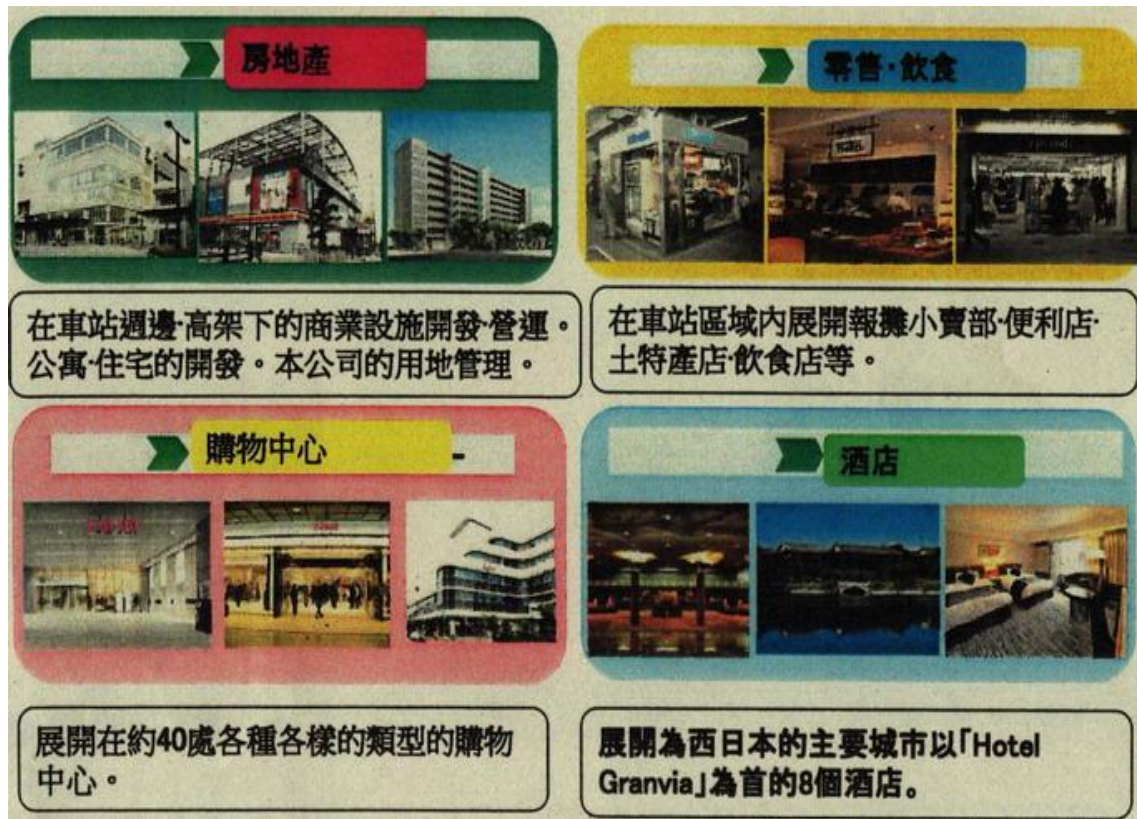 房地產
零售·飲食
在車站週邊·高架下的商業設施開發·營運。
公寓·住宅的開發。本公司的用地管理。
在車站區域內展開報攤小賣部·便利店·
土特產店·飲食店等。
購物中心
酒店
展開在約40處各種各樣的類型的購物
中心。
展開為西日本的主要城市以「Hotel
Granvia」為首的8個酒店。